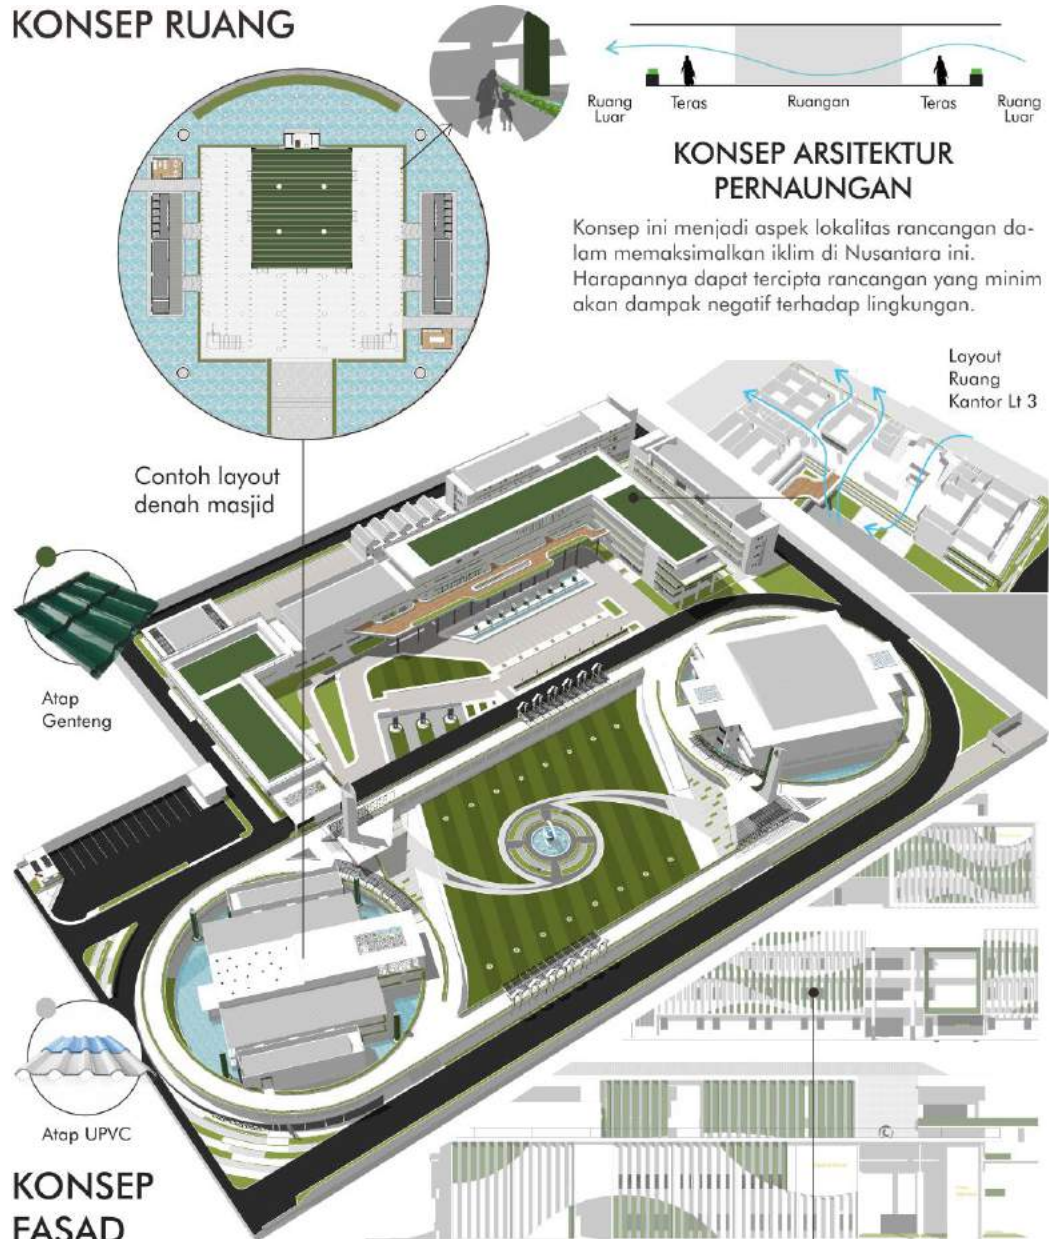 KONSEP RUANG
Ruang
Luar
Teras
Ruangan
Teras
Ruang
Luar
KONSEP ARSITEKTUR
PERNAUNGAN
Konsep ini menjadi aspek lokalitas rancangan da-
lam memaksimalkan iklim di Nusantara ini.
Harapannya dapat tercipta rancangan yang minim
akan dampak negatif terhadap lingkungan.
Layout
Ruang
Kantor Lt 3
Contoh layout
denah masjid
Atap
Genteng
Atap UPVC
KONSEP
FASAD